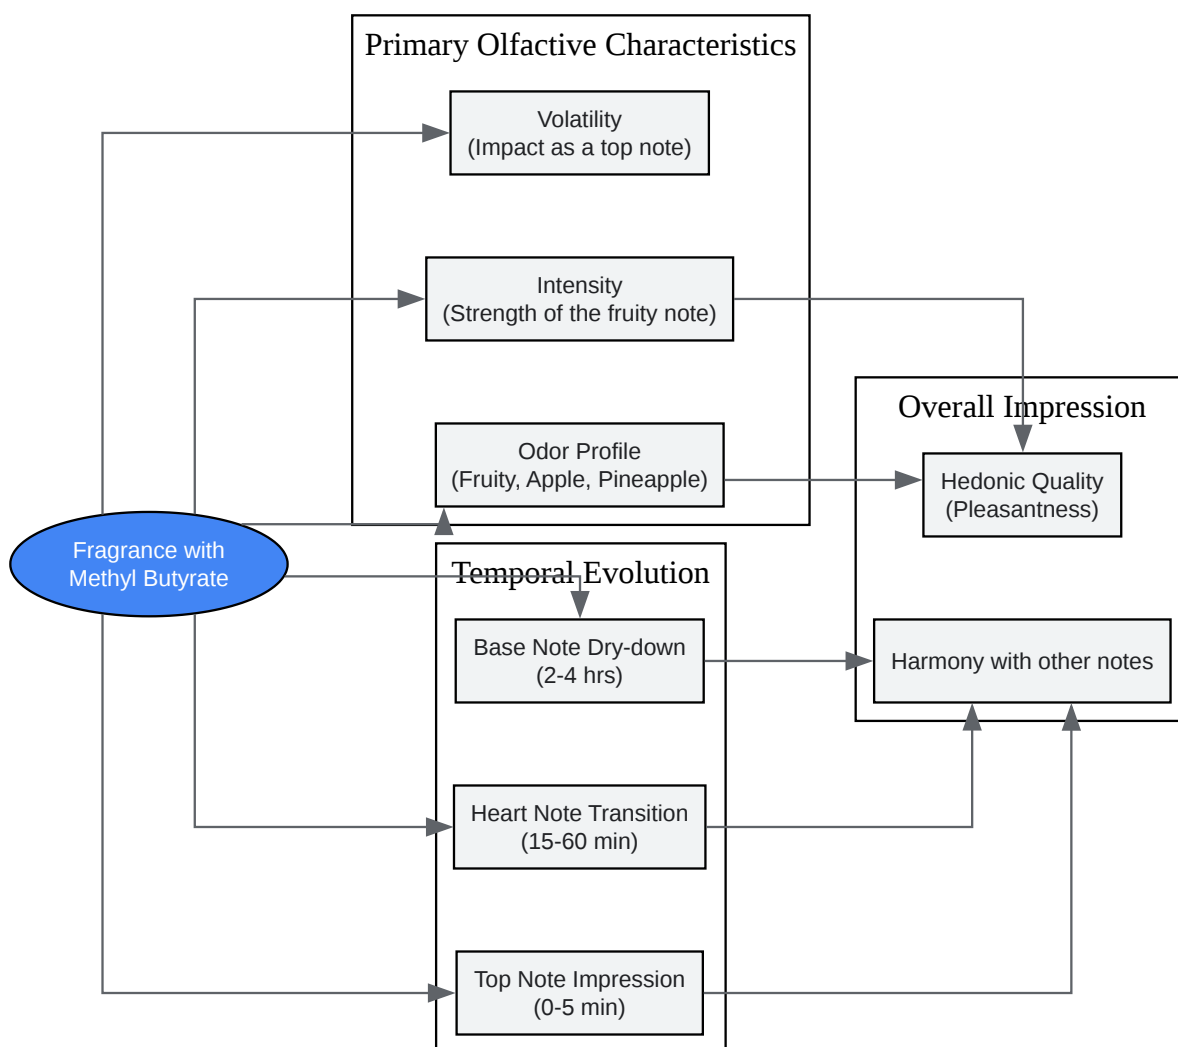 Primary Olfactive Characteristics
Volatility
(Impact as a top note)
Intensity
(Strength of the fruity note)
Odor Profile
(Fruity, Apple, Pineapple)
Fragrance with
Methyl Butyrate
Temporal Evolution
Base Note Dry-down
(2-4 hrs)
Heart Note Transition
(15-60 min)
Top Note Impression
(0-5 min)
Overall Impression
Hedonic Quality
(Pleasantness)
Harmony with other notes